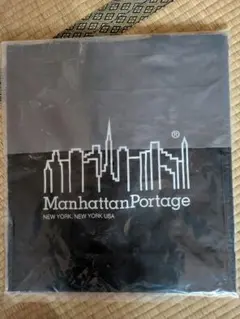 ®
ManhattanPortage
NEW YORK, NEW YORK USA